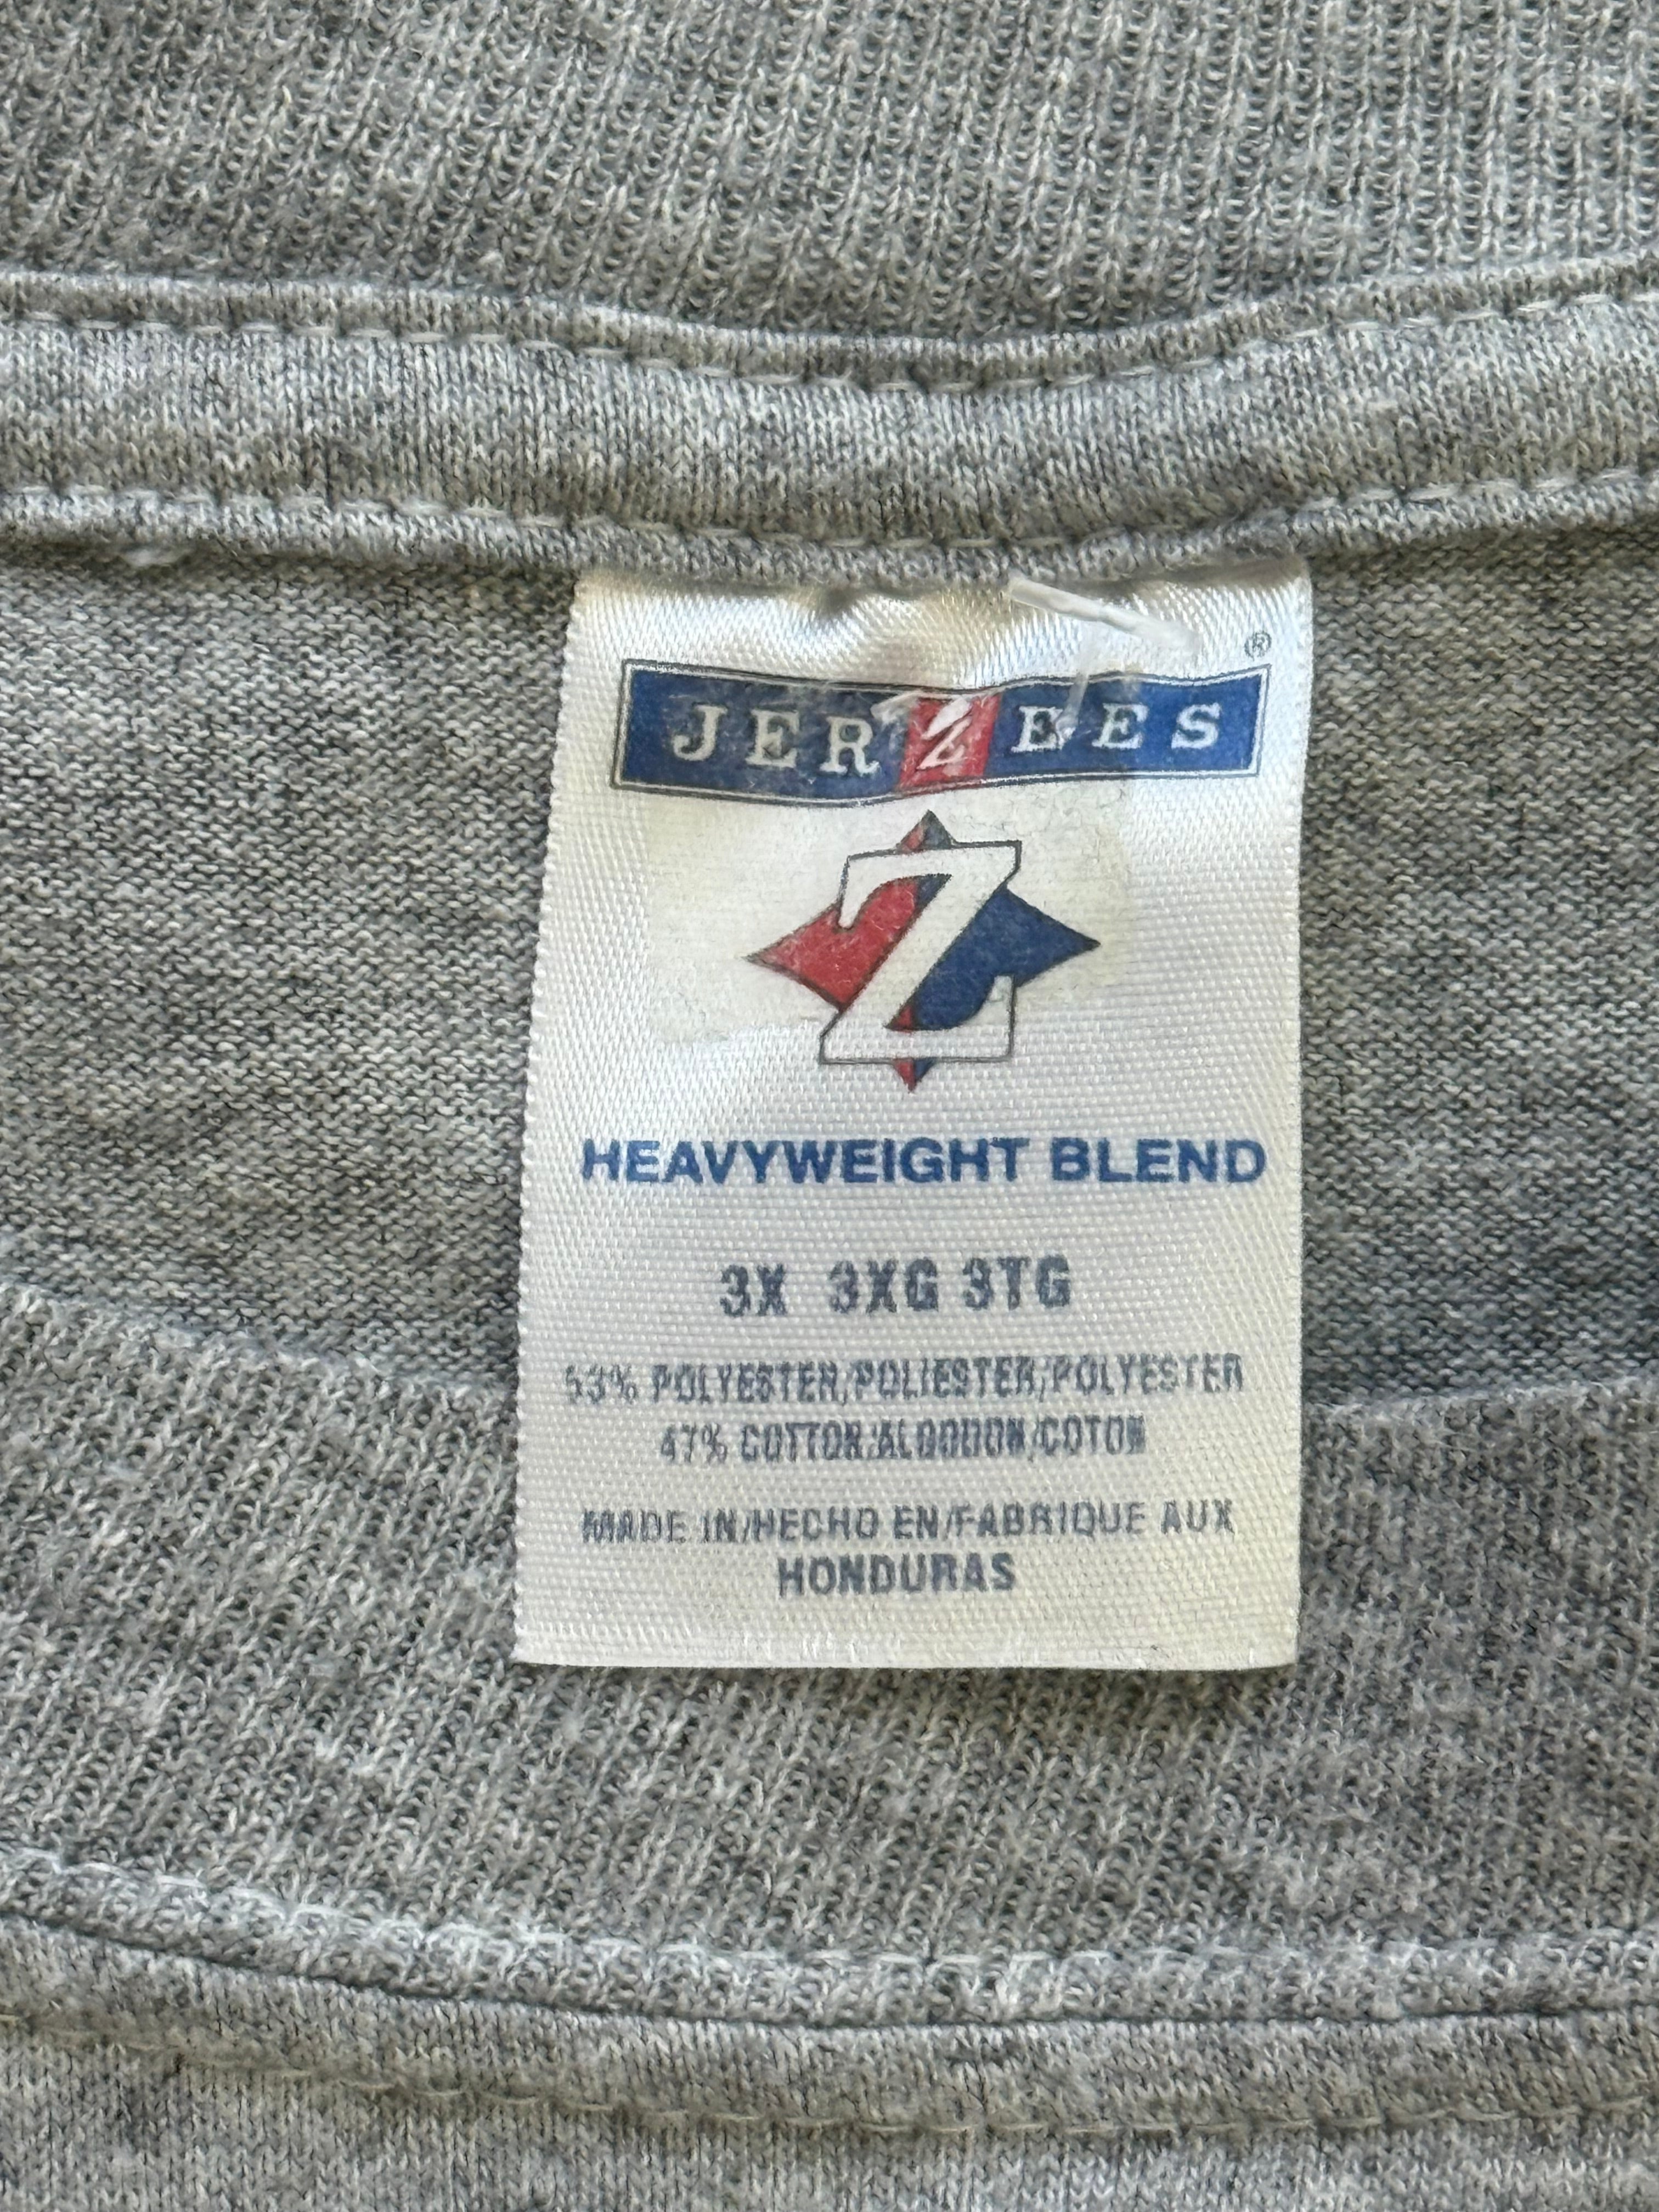 ®
JERZEES
Z
HEAVYWEIGHT BLEND
3X 3XG 3TG
53% POLYESTER/POLIESTER/POLYESTER
47% COTTON/ALGODON/COTON
MADE IN/HECHO EN/FABRIQUE AUX
HONDURAS